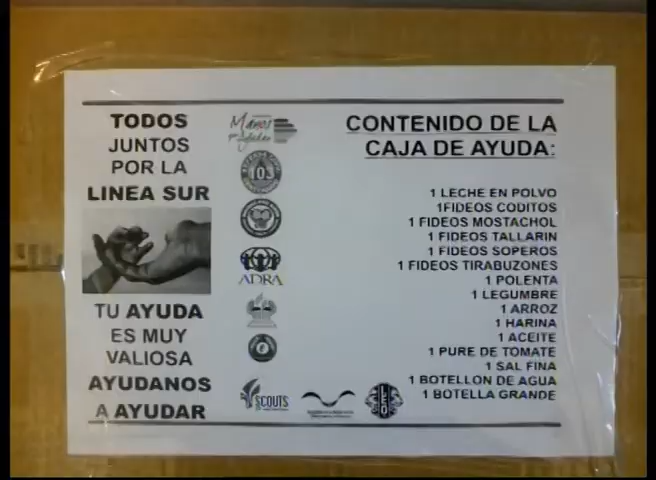 TODOS
JUNTOS
POR LA
LINEA SUR
TU AYUDA
ES MUY
VALIOSA
AYUDANOS
A AYUDAR
Manos
103
ADRA
SCOUTS
LEO
CONTENIDO DE LA
CAJA DE AYUDA:
1 LECHE EN POLVO
1FIDEOS CODITOS
1 FIDEOS MOSTACHOL
1 FIDEOS TALLARIN
1 FIDEOS SOPEROS
1 FIDEOS TIRABUZONES
1 POLENTA
1 LEGUMBRE
1 ARROZ
1 HARINA
1 ACEITE
1 PURE DE TOMATE
1 SAL FINA
1 BOTELLON DE AGUA
1 BOTELLA GRANDE